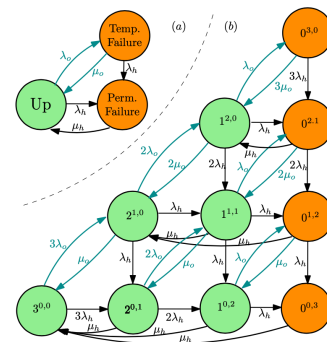 (a)
(b)
Temp.
Failure
λ_o
μ_o
λ_h
Up
λ_h
Perm.
Failure
μ_h
0^{3,0}
λ_o
3μ_o
3λ_h
1^{2,0}
λ_h
0^{2.1}
μ_h
2λ_o
2μ_o
2λ_h
λ_o
2μ_o
2λ_h
2^{1,0}
λ_h
1^{1,1}
λ_h
0^{1,2}
μ_h
μ_h
3λ_o
μ_o
λ_h
2λ_o
μ_o
λ_h
λ_o
μ_o
λ_h
3^{0,0}
3λ_h
2^{0,1}
2λ_h
1^{0,2}
λ_h
0^{0,3}
μ_h
μ_h
μ_h